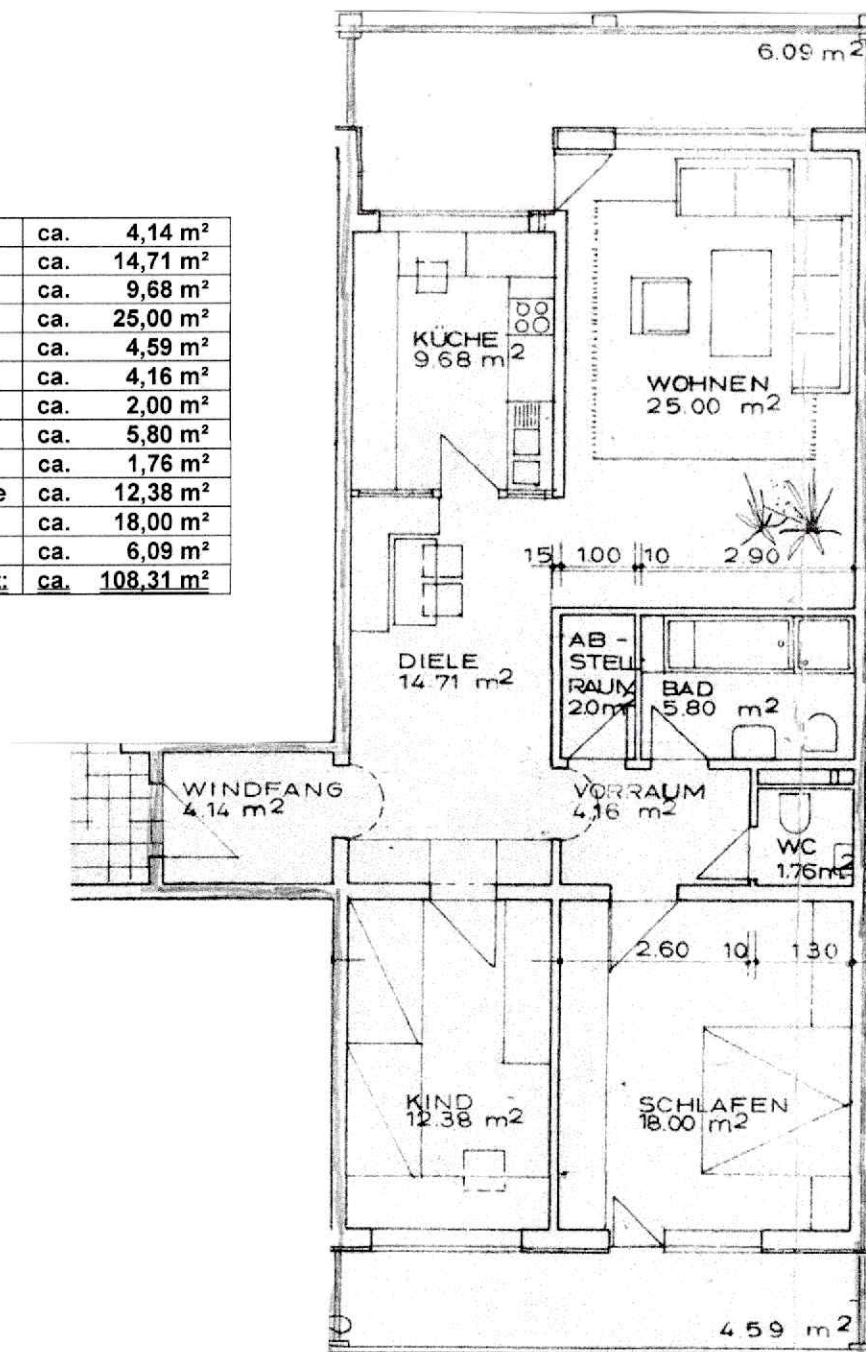 ca. 4,14 m²
ca. 14,71 m²
ca. 9,68 m²
ca. 25,00 m²
ca. 4,59 m²
ca. 4,16 m²
ca. 2,00 m²
ca. 5,80 m²
ca. 1,76 m²
e ca. 12,38 m²
ca. 18,00 m²
ca. 6,09 m²
: ca. 108,31 m²
6.09 m²
KÜCHE
9.68 m²
WOHNEN
25.00 m²
15 100 10 2.90
DIELE
14.71 m²
AB-
STELL
RAUM
2.0 m²
BAD
5.80 m²
WINDFANG
4.14 m²
VORRAUM
4.16 m²
WC
1.76 m²
2.60 10 1.30
KIND
12.38 m²
SCHLAFEN
18.00 m²
4.59 m²